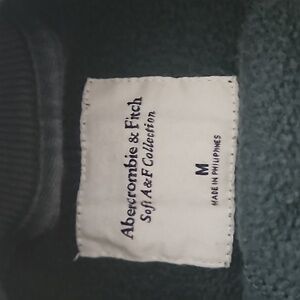 Abercrombie & Fitch
Soft A&F Collection
M
MADE IN PHILIPPINES